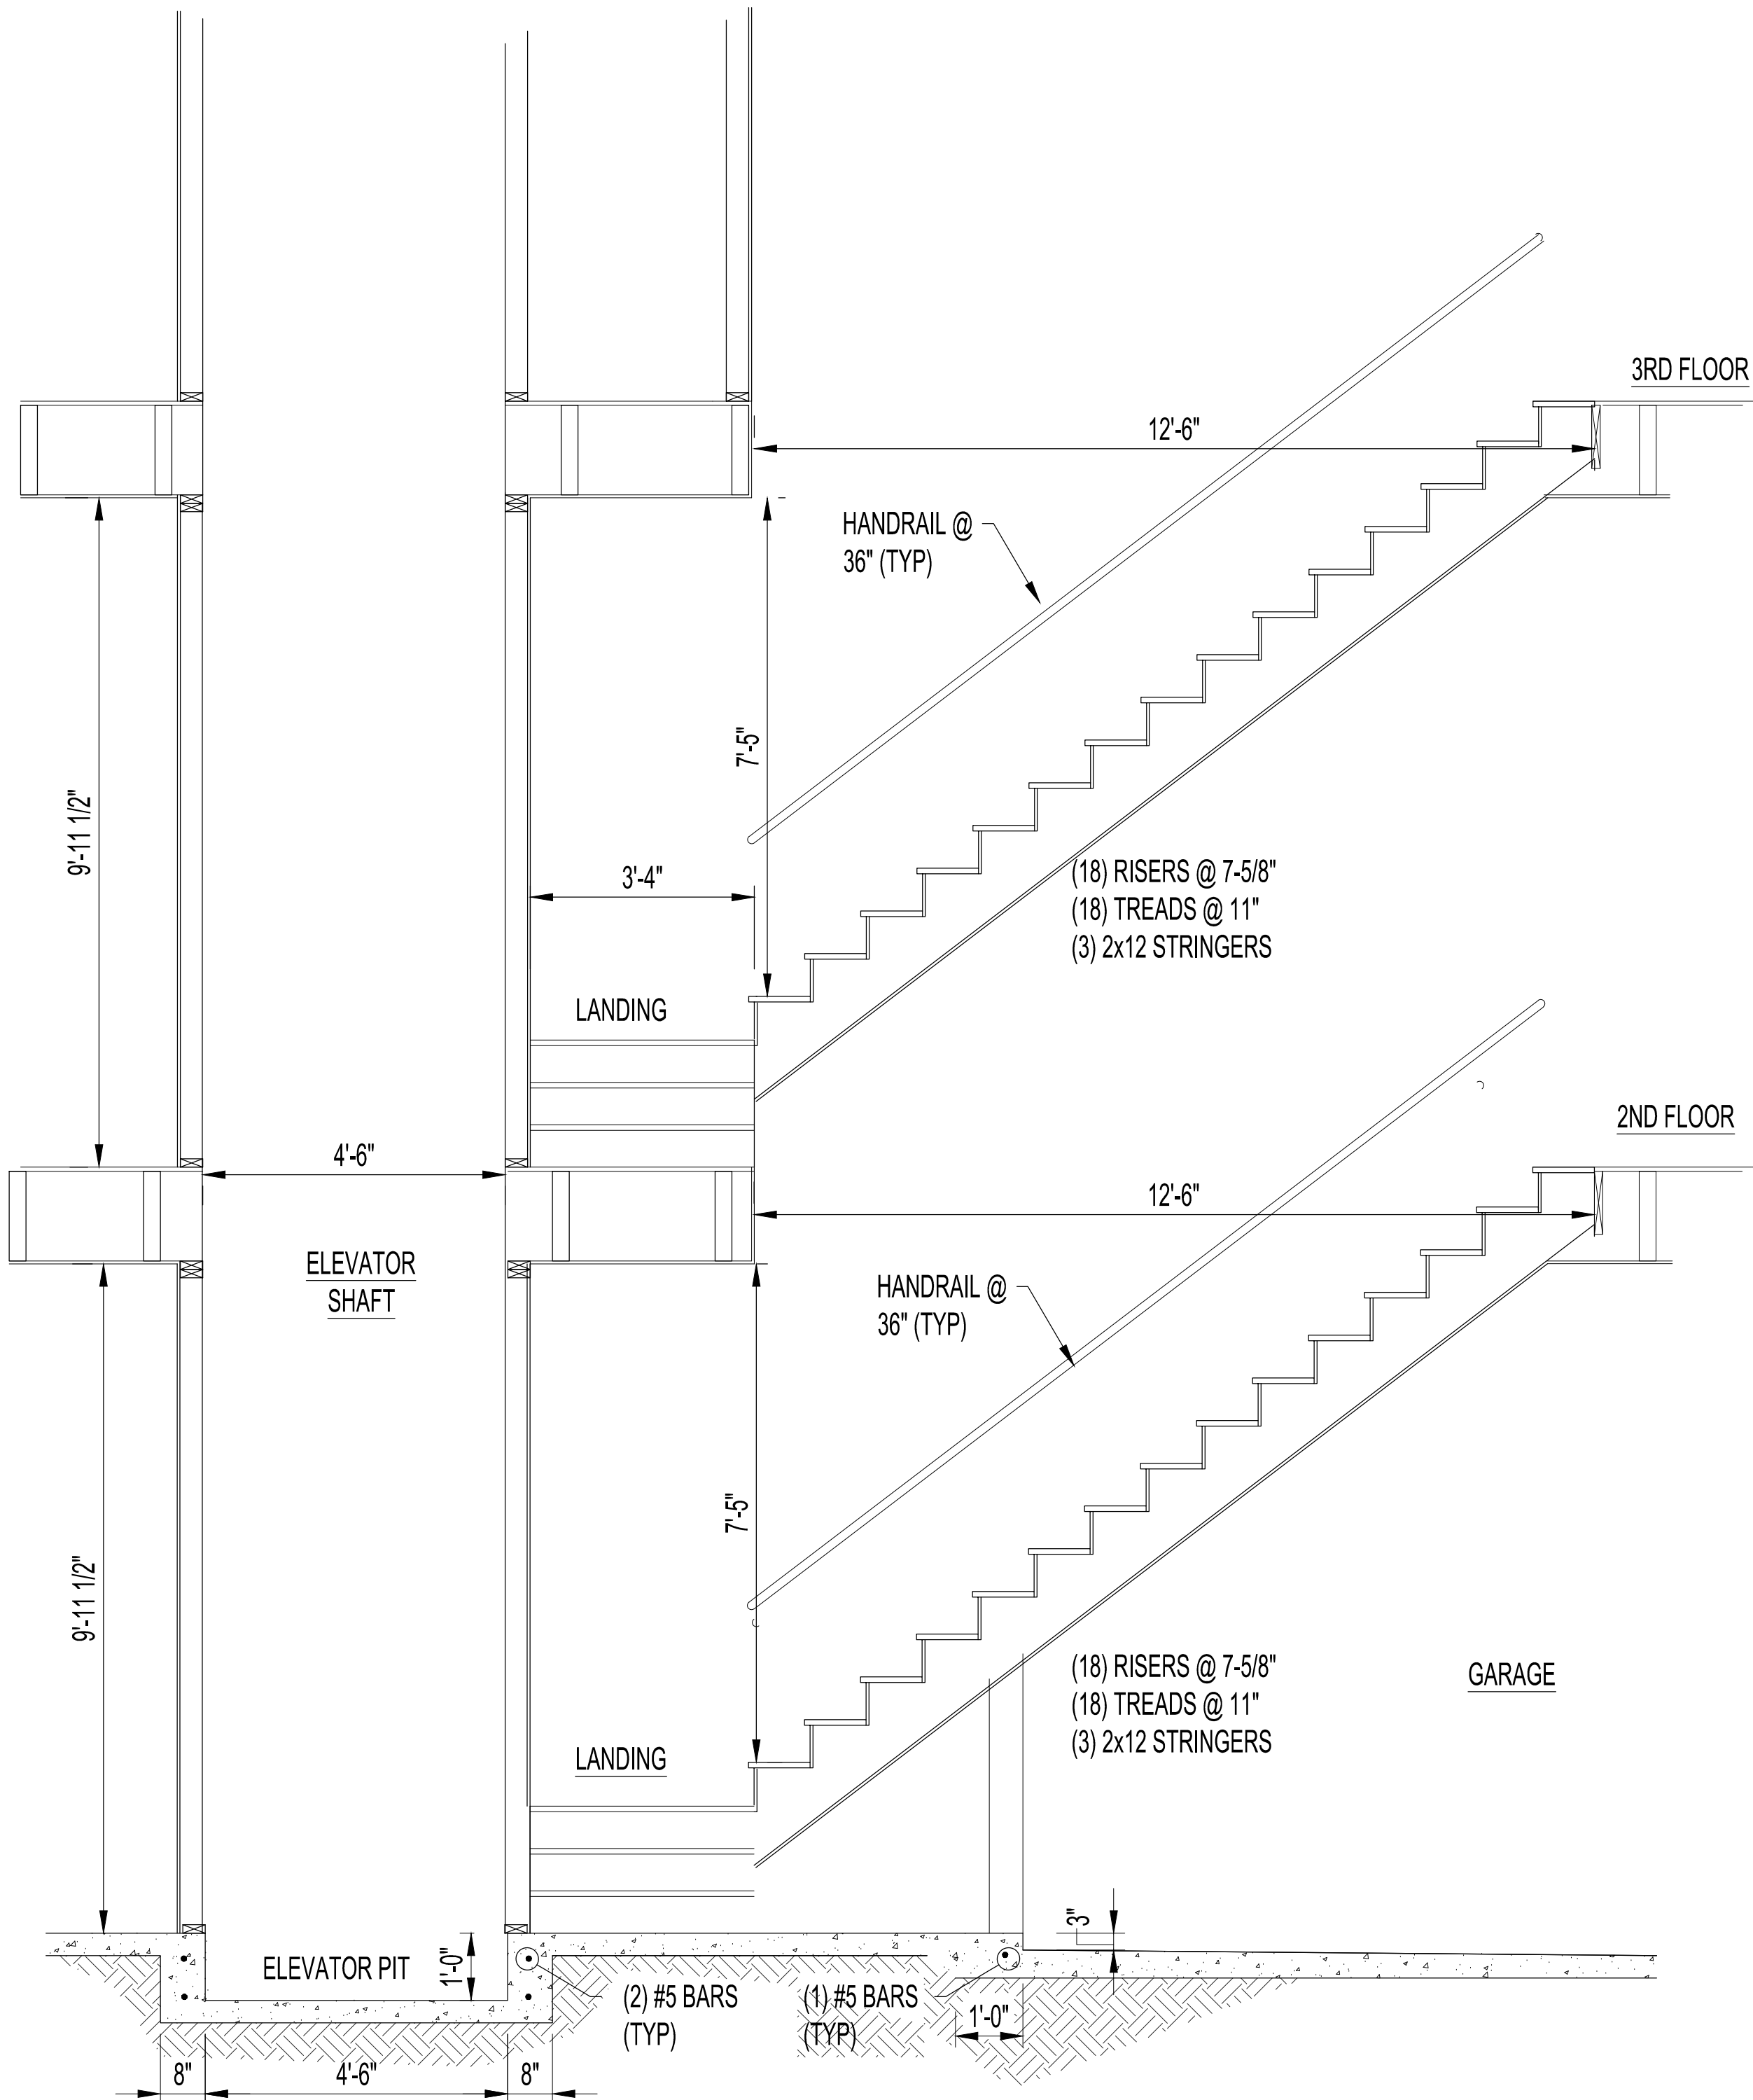 3RD FLOOR
12'-6"
HANDRAIL @
36" (TYP)
7'-5"
9'-11 1/2"
3'-4"
(18) RISERS @ 7-5/8"
(18) TREADS @ 11"
(3) 2x12 STRINGERS
LANDING
2ND FLOOR
4'-6"
12'-6"
ELEVATOR
SHAFT
HANDRAIL @
36" (TYP)
7'-5"
9'-11 1/2"
(18) RISERS @ 7-5/8"
(18) TREADS @ 11"
(3) 2x12 STRINGERS
GARAGE
LANDING
3"
ELEVATOR PIT
1'-0"
(2) #5 BARS
(TYP)
(1) #5 BARS
(TYP)
1'-0"
8"
4'-6"
8"